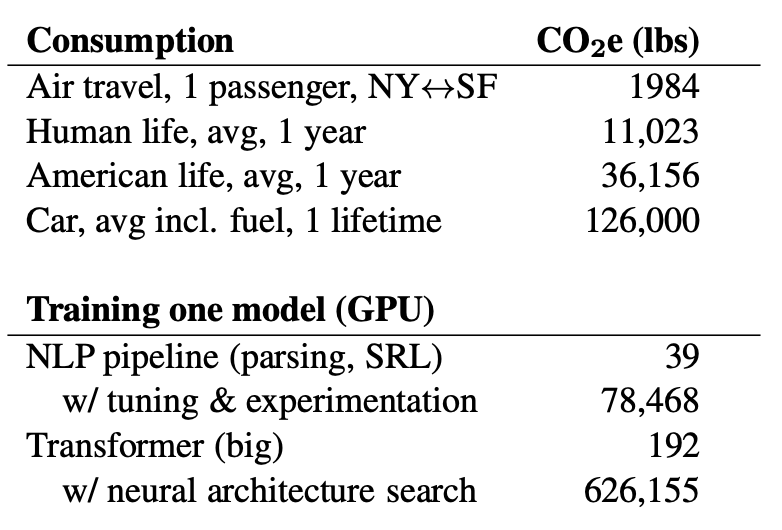 Consumption CO₂e (lbs)
Air travel, 1 passenger, NY↔SF 1984
Human life, avg, 1 year 11,023
American life, avg, 1 year 36,156
Car, avg incl. fuel, 1 lifetime 126,000
Training one model (GPU)
NLP pipeline (parsing, SRL) 39
w/ tuning & experimentation 78,468
Transformer (big) 192
w/ neural architecture search 626,155